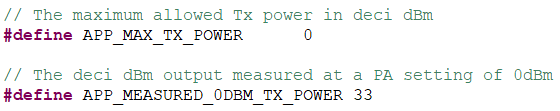 // The maximum allowed Tx power in deci dBm
#define APP_MAX_TX_POWER 0
// The deci dBm output measured at a PA setting of 0dBm
#define APP_MEASURED_0DBM_TX_POWER 33